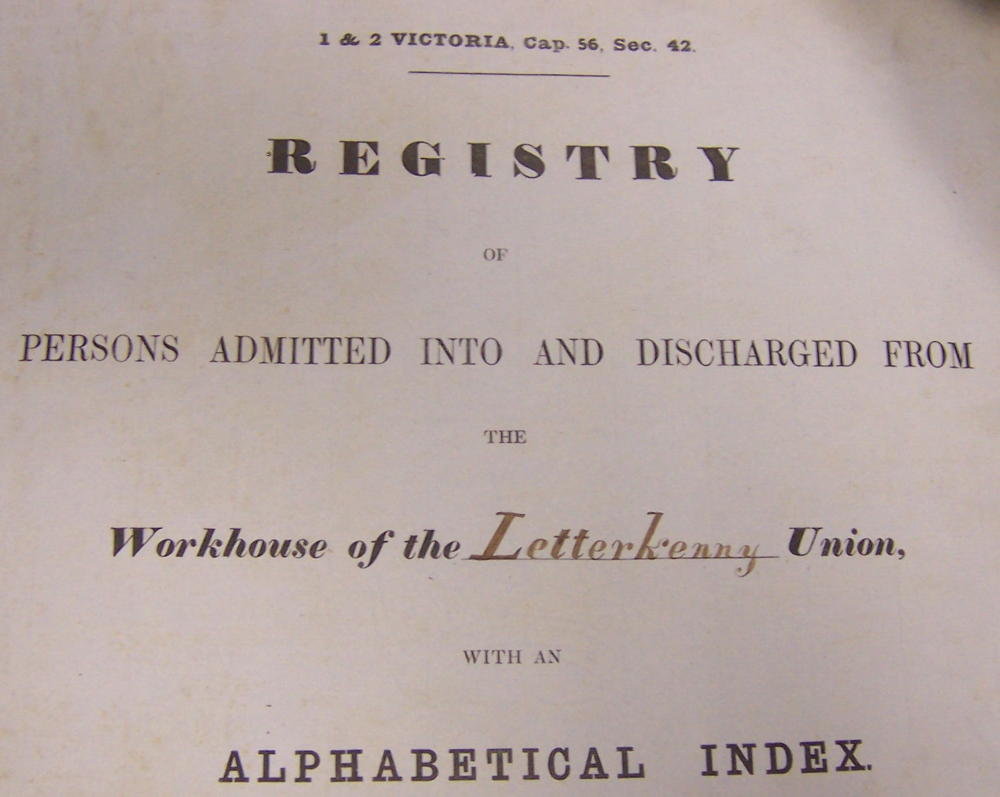 1 & 2 VICTORIA, Cap. 56, Sec. 42.
REGISTRY
OF
PERSONS ADMITTED INTO AND DISCHARGED FROM
THE
Workhouse of the Letterkenny Union,
WITH AN
ALPHABETICAL INDEX.